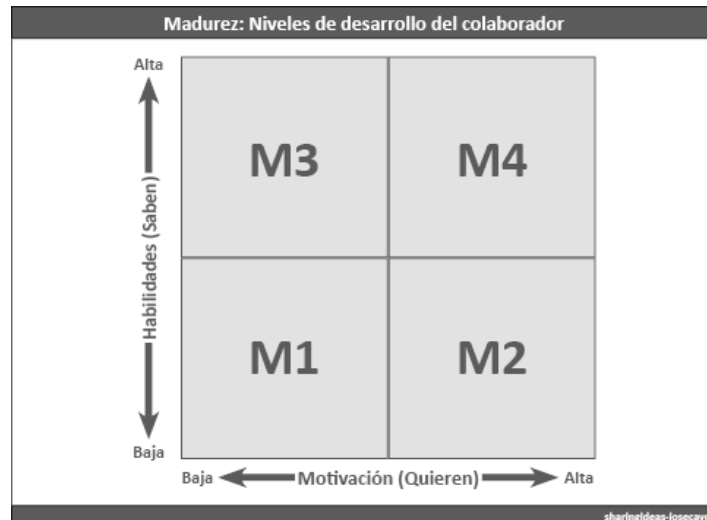 Madurez: Niveles de desarrollo del colaborador
Alta
M3 M4
Habilidades (Saben)
M1 M2
Baja
Baja Motivación (Quieren) Alta